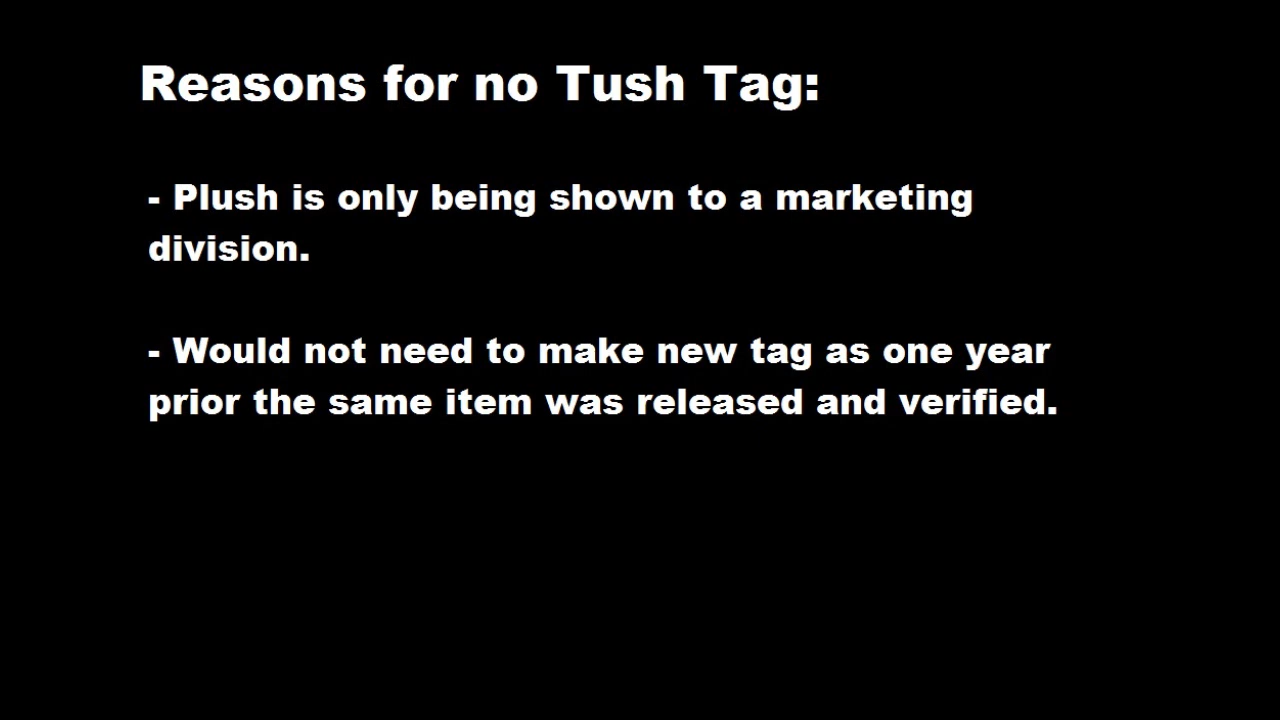 Reasons for no Tush Tag:
- Plush is only being shown to a marketing
division.
- Would not need to make new tag as one year
prior the same item was released and verified.